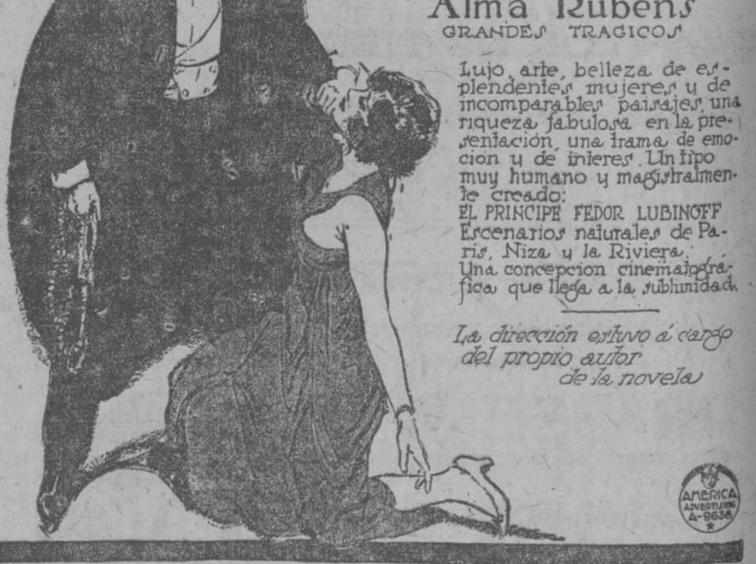 Alma Rubens
GRANDES TRAGICOS
Lujo, arte, belleza de es-
plendentes mujeres y de
incomparables paisajes, una
riqueza fabulosa en la pre-
sentación, una trama de emo-
ción y de interes. Un tipo
muy humano y magistralmen-
te creado:
EL PRINCIPE FEDOR LUBINOFF
Escenarios naturales de Pa-
ris, Niza y la Riviera.
Una concepcion cinematogra-
fica que llega a la sublimidad.
La dirección estuvo á cargo
del propio autor
de la novela
AMERICA
ADVERTISING
A-9638